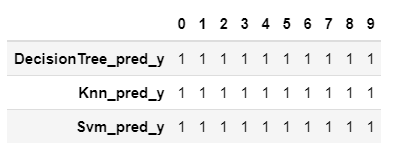 0 1 2 3 4 5 6 7 8 9
DecisionTree_pred_y 1 1 1 1 1 1 1 1 1 1
Knn_pred_y 1 1 1 1 1 1 1 1 1 1
Svm_pred_y 1 1 1 1 1 1 1 1 1 1